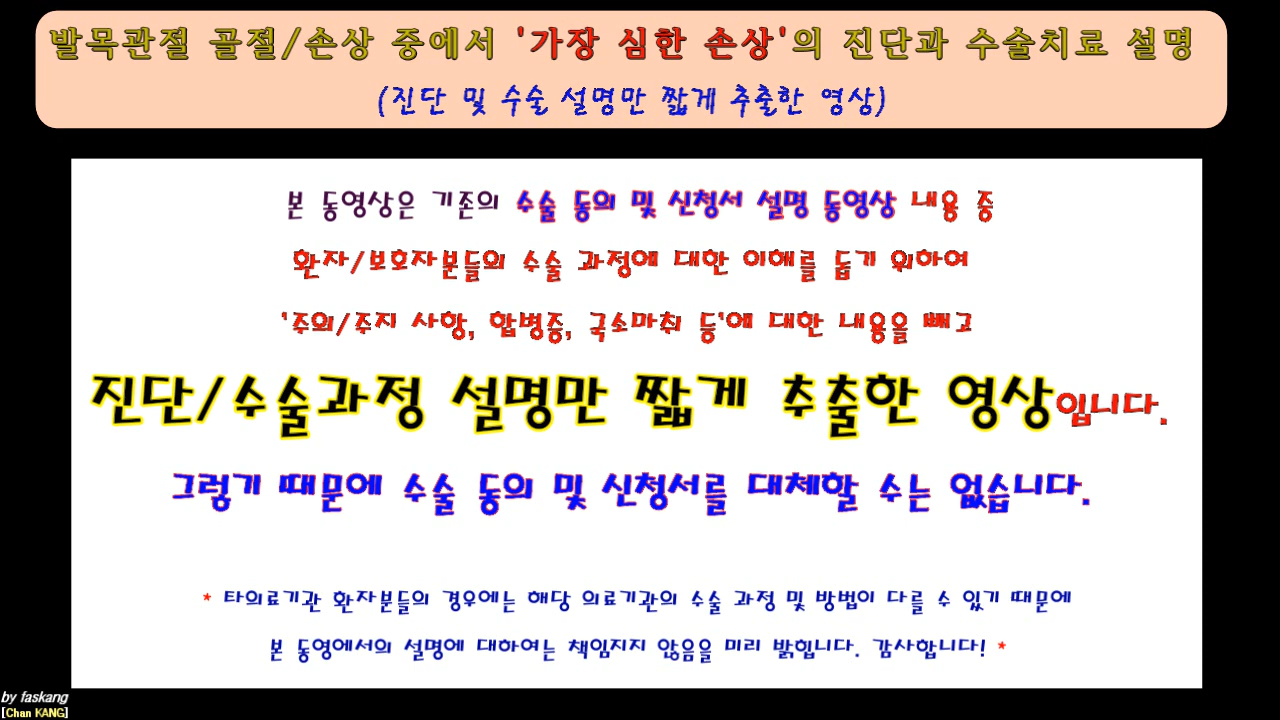 발목관절 골절/손상 중에서 '가장 심한 손상'의 진단과 수술치료 설명
(진단 및 수술 설명만 짧게 추출한 영상)
본 동영상은 기존의 수술 동의 및 신청서 설명 동영상 내용 중
환자/보호자분들의 수술 과정에 대한 이해를 돕기 위하여
'주의/주지 사항, 합병증, 국소마취 등'에 대한 내용을 빼고
진단/수술과정 설명만 짧게 추출한 영상입니다.
그렇기 때문에 수술 동의 및 신청서를 대체할 수는 없습니다.
* 타의료기관 환자분들의 경우에는 해당 의료기관의 수술 과정 및 방법이 다를 수 있기 때문에
본 동영에서의 설명에 대하여는 책임지지 않음을 미리 밝힙니다. 감사합니다! *
by faskang
[Chan KANG]